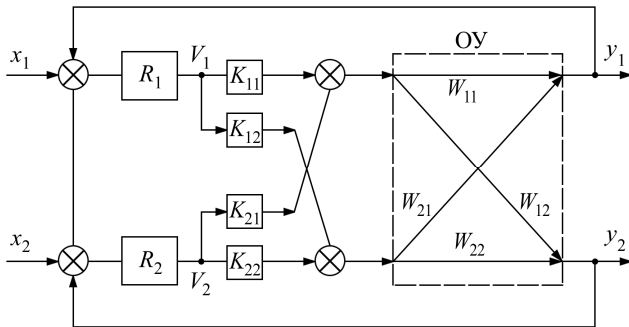 ОУ
x₁
R₁
V₁
K₁₁
W₁₁
y₁
K₁₂
K₂₁
W₂₁
W₁₂
x₂
R₂
V₂
K₂₂
W₂₂
y₂